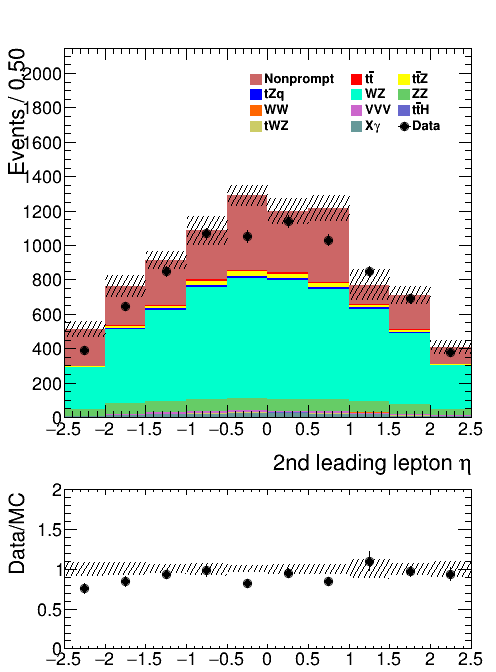 Events / 0.50
2000
1800
1600
1400
1200
1000
800
600
400
200
0
Nonprompt tt̄ tt̄Z
tZq WZ ZZ
WW VVV tt̄H
tWZ Xγ Data
−2.5 −2 −1.5 −1 −0.5 0 0.5 1 1.5 2 2.5
2nd leading lepton η
Data/MC
2
1.5
1
0.5
0
−2.5 −2 −1.5 −1 −0.5 0 0.5 1 1.5 2 2.5